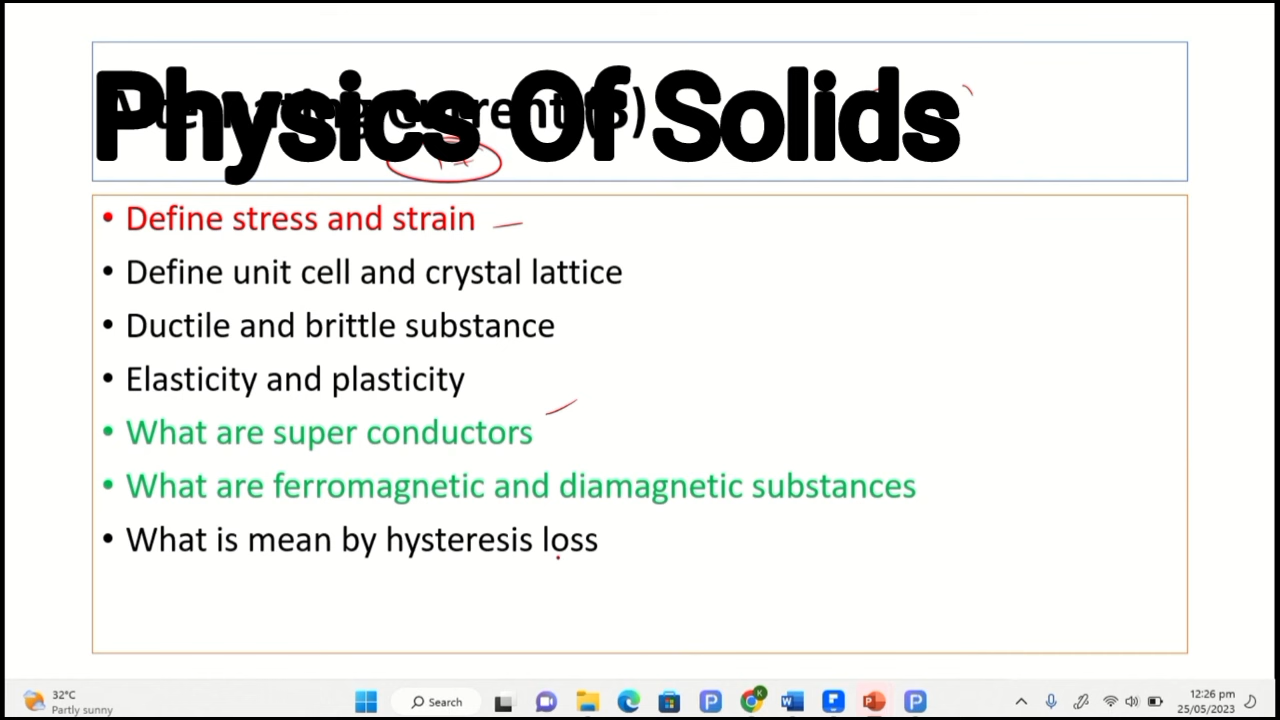 Physics Of Solids
• Define stress and strain
• Define unit cell and crystal lattice
• Ductile and brittle substance
• Elasticity and plasticity
• What are super conductors
• What are ferromagnetic and diamagnetic substances
• What is mean by hysteresis loss
32°C
Partly sunny
Search
12:26 pm
25/05/2023